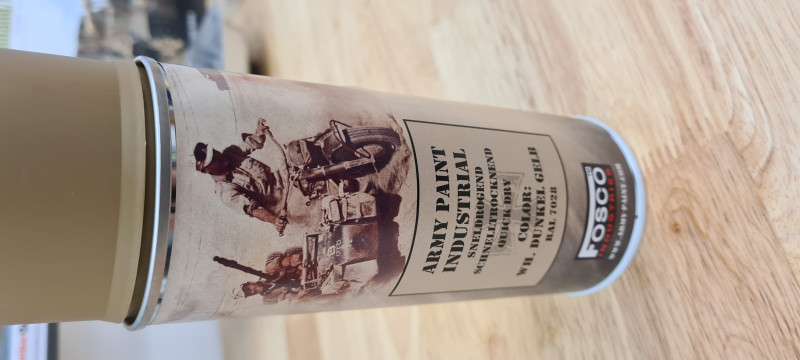 ARMY PAINT
INDUSTRIAL
SNELDROGEND
SCHNELLTROCKNEND
QUICK DRY
COLOR:
WH. DUNKEL GELB
RAL 7028
FOSCO
INDUSTRIES
WWW.ARMY-PAINT.COM